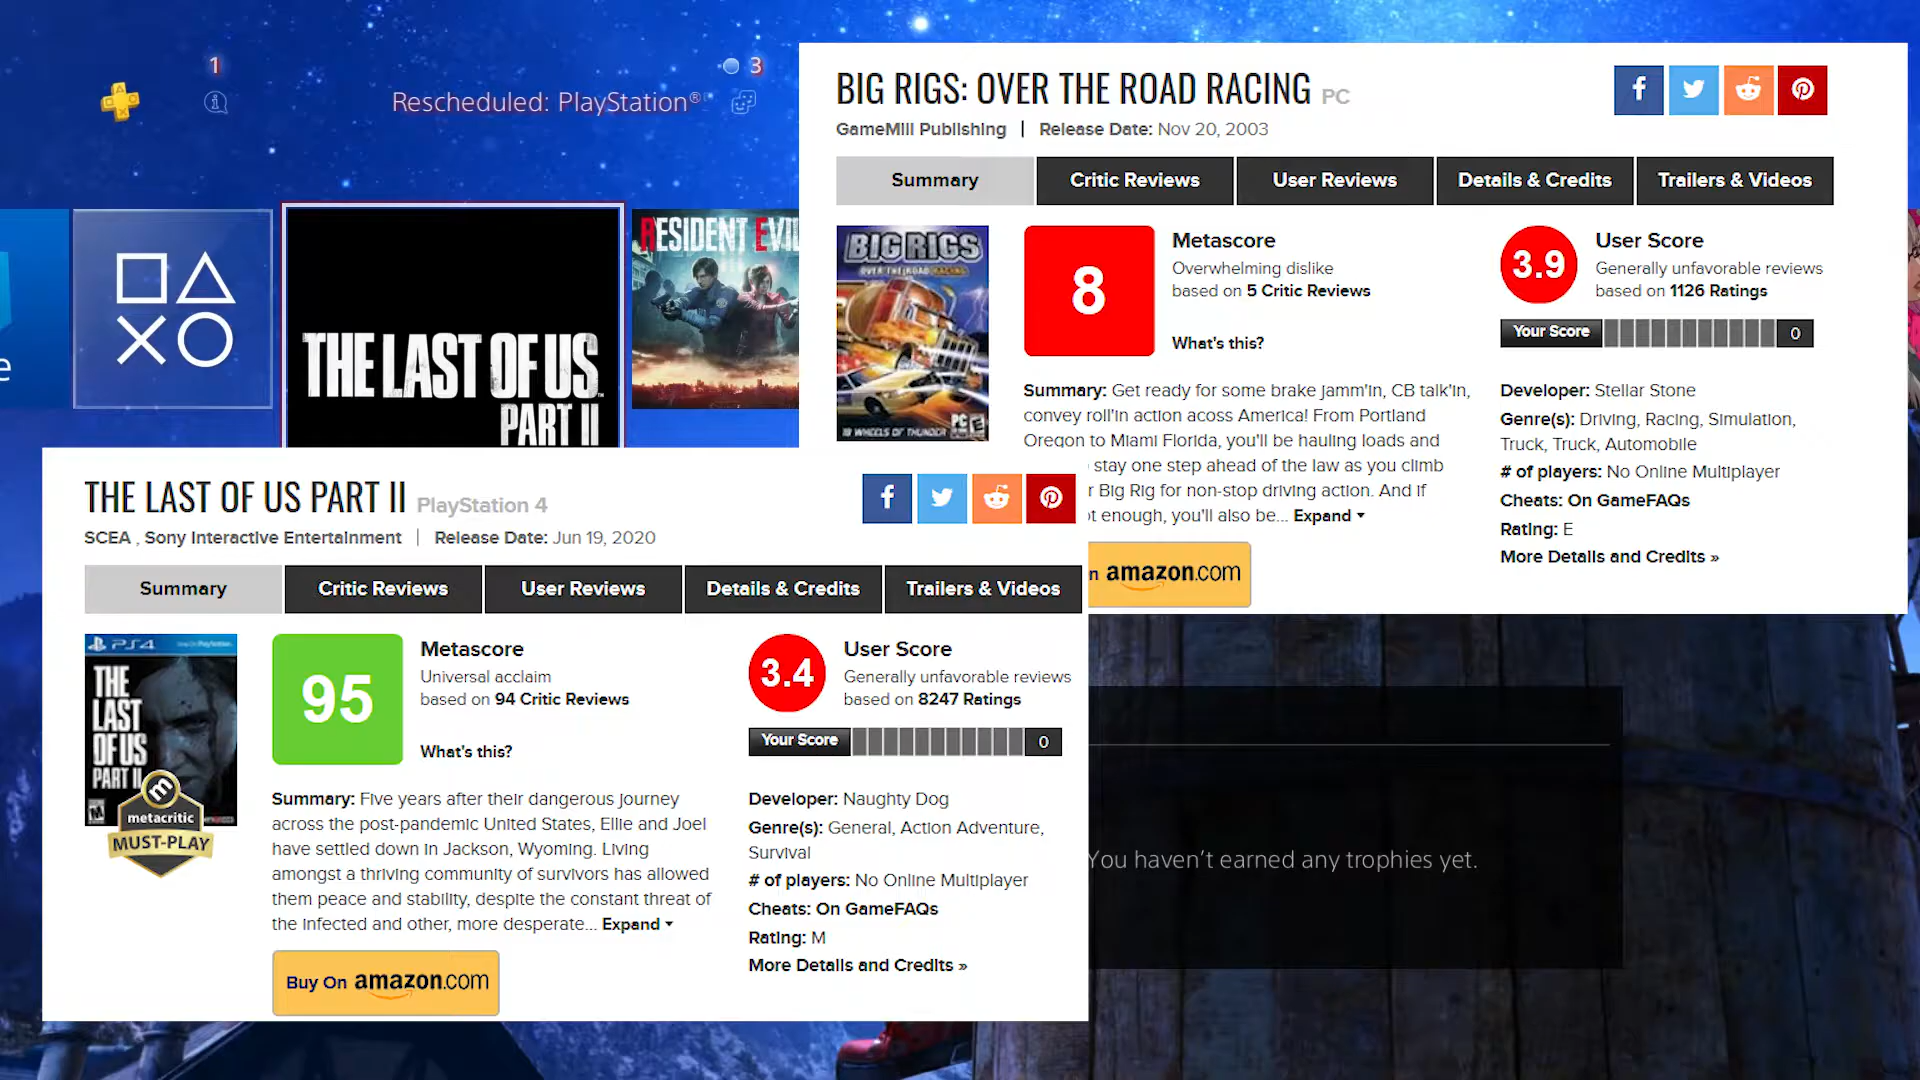 1
3
Rescheduled: PlayStation®
THE LAST OF US
PART II
RESIDENT EVIL
e
BIG RIGS: OVER THE ROAD RACING PC
GameMill Publishing | Release Date: Nov 20, 2003
Summary
Critic Reviews
User Reviews
Details & Credits
Trailers & Videos
BIG RIGS
OVER THE ROAD RACING
18 WHEELS OF THUNDER
PC
E
8
Metascore
Overwhelming dislike
based on 5 Critic Reviews
What's this?
3.9
User Score
Generally unfavorable reviews
based on 1126 Ratings
Your Score
0
Summary: Get ready for some brake jamm'in, CB talk'in,
convey roll'in action acoss America! From Portland
Oregon to Miami Florida, you'll be hauling loads and
stay one step ahead of the law as you climb
r Big Rig for non-stop driving action. And if
t enough, you'll also be... Expand
n amazon.com
Developer: Stellar Stone
Genre(s): Driving, Racing, Simulation,
Truck, Truck, Automobile
# of players: No Online Multiplayer
Cheats: On GameFAQs
Rating: E
More Details and Credits »
THE LAST OF US PART II PlayStation 4
SCEA , Sony Interactive Entertainment | Release Date: Jun 19, 2020
Summary
Critic Reviews
User Reviews
Details & Credits
Trailers & Videos
PS4
THE
LAST
OF US
PART II
metacritic
MUST-PLAY
95
Metascore
Universal acclaim
based on 94 Critic Reviews
What's this?
3.4
User Score
Generally unfavorable reviews
based on 8247 Ratings
Your Score
0
Summary: Five years after their dangerous journey
across the post-pandemic United States, Ellie and Joel
have settled down in Jackson, Wyoming. Living
amongst a thriving community of survivors has allowed
them peace and stability, despite the constant threat of
the infected and other, more desperate... Expand
Buy On amazon.com
Developer: Naughty Dog
Genre(s): General, Action Adventure,
Survival
# of players: No Online Multiplayer
Cheats: On GameFAQs
Rating: M
More Details and Credits »
You haven't earned any trophies yet.